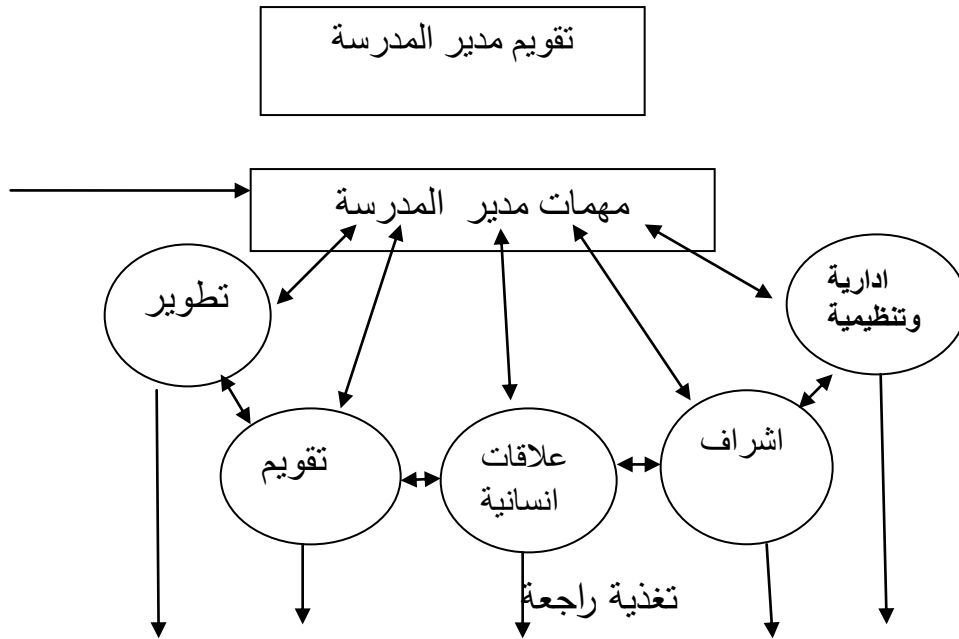 تقويم مدير المدرسة
مهمات مدير المدرسة
ادارية
وتنظيمية
اشراف
علاقات
انسانية
تقويم
تطوير
تغذية راجعة